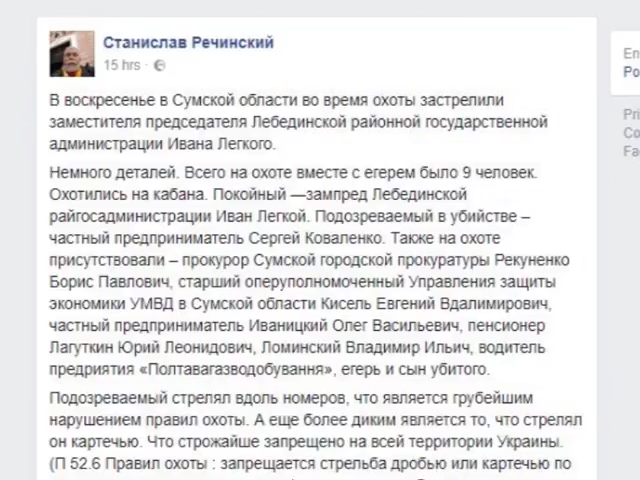 Станислав Речинский
15 hrs ·
En
Po
В воскресенье в Сумской области во время охоты застрелили
заместителя председателя Лебединской районной государственной
администрации Ивана Легкого.
Pri
Co
Fa
Немного деталей. Всего на охоте вместе с егерем было 9 человек.
Охотились на кабана. Покойный —зампред Лебединской
райгосадминистрации Иван Легкой. Подозреваемый в убийстве –
частный предприниматель Сергей Коваленко. Также на охоте
присутствовали – прокурор Сумской городской прокуратуры Рекуненко
Борис Павлович, старший оперуполномоченный Управления защиты
экономики УМВД в Сумской области Кисель Евгений Вдалимирович,
частный предприниматель Иваницкий Олег Васильевич, пенсионер
Лагуткин Юрий Леонидович, Ломинский Владимир Ильич, водитель
предприятия «Полтавагазводобування», егерь и сын убитого.
Подозреваемый стрелял вдоль номеров, что является грубейшим
нарушением правил охоты. А еще более диким является то, что стрелял
он картечью. Что строжайше запрещено на всей территории Украины.
(П 52.6 Правил охоты : запрещается стрельба дробью или картечью по